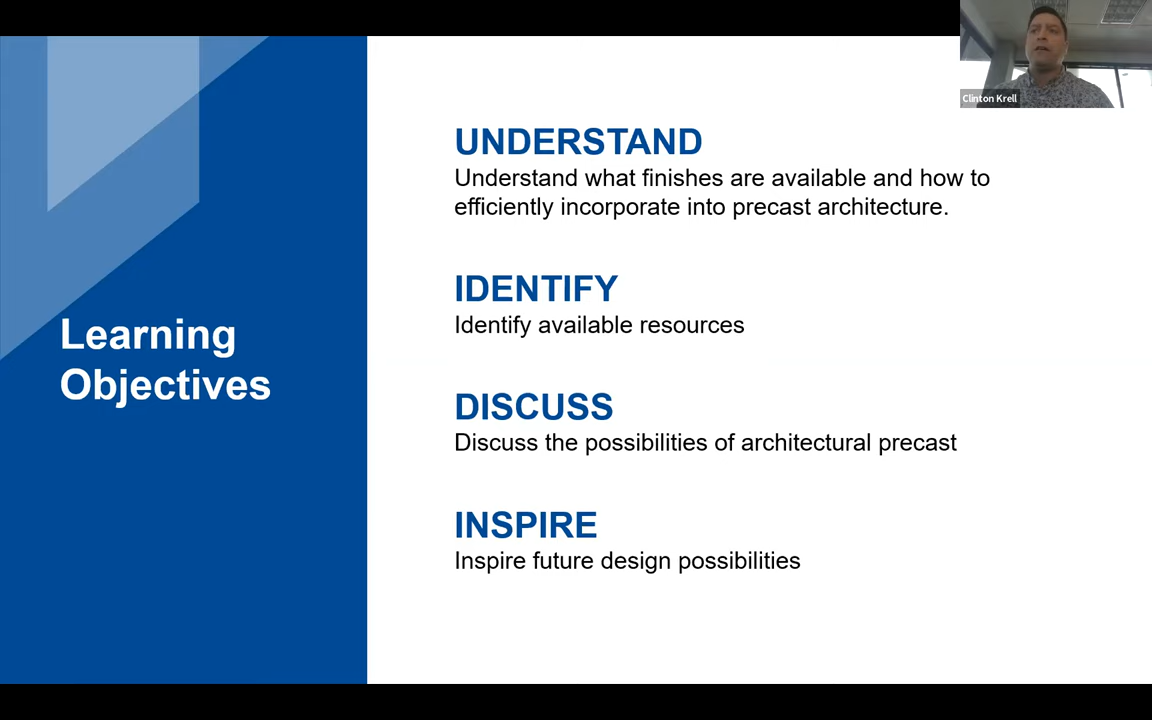 Clinton Krell
Learning
Objectives
UNDERSTAND
Understand what finishes are available and how to
efficiently incorporate into precast architecture.
IDENTIFY
Identify available resources
DISCUSS
Discuss the possibilities of architectural precast
INSPIRE
Inspire future design possibilities